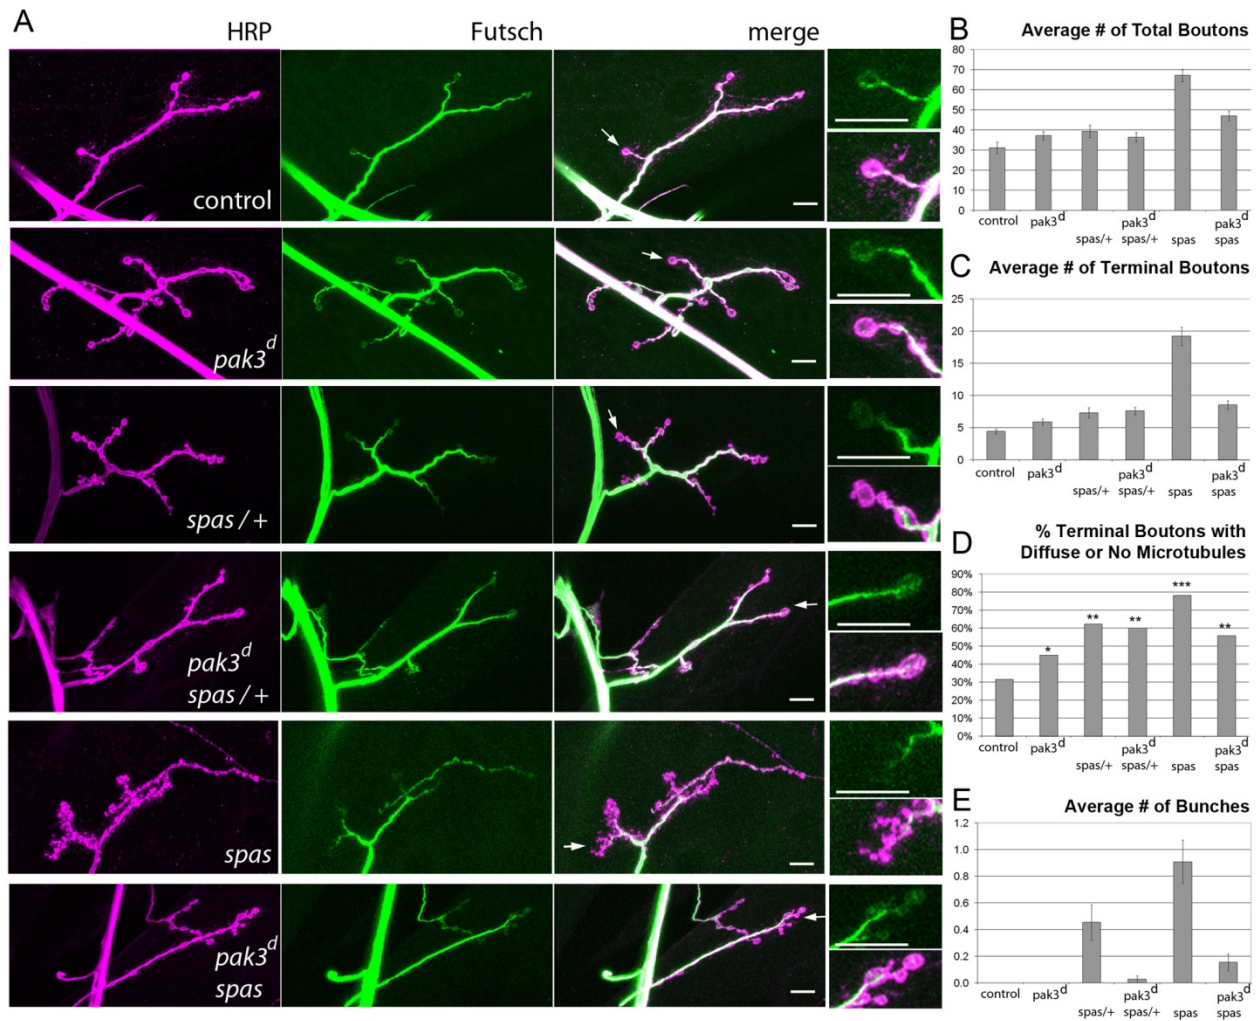 A
HRP
Futsch
merge
control
pak3d
spas / +
pak3d
spas / +
spas
pak3d
spas
B
Average # of Total Boutons
80
70
60
50
40
30
20
10
0
control
pak3d
spas/+
pak3d
spas/+
spas
pak3d
spas
C
Average # of Terminal Boutons
25
20
15
10
5
0
control
pak3d
spas/+
pak3d
spas/+
spas
pak3d
spas
D
% Terminal Boutons with
Diffuse or No Microtubules
90%
80%
70%
60%
50%
40%
30%
20%
10%
0%
*
**
**
***
**
control
pak3d
spas/+
pak3d
spas/+
spas
pak3d
spas
E
Average # of Bunches
1.2
1.0
0.8
0.6
0.4
0.2
0.0
control
pak3d
spas/+
pak3d
spas/+
spas
pak3d
spas